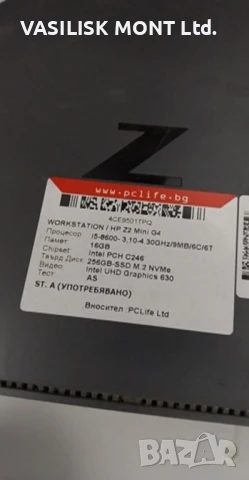 VASILISK MONT Ltd.
Z
www.pclife.bg
4CE9501TPQ
WORKSTATION / HP Z2 Mini G4
Процесор i5-8600- 3,10-4.30GHz/9MB/6C/6T
Памет 16GB
Chipset Intel PCH C246
Твърд Диск 256GB-SSD M.2 NVMe
Видео Intel UHD Graphics 630
Тест AS
ST. A (УПОТРЕБЯВАНО)
Вносител :PCLife Ltd
bazar